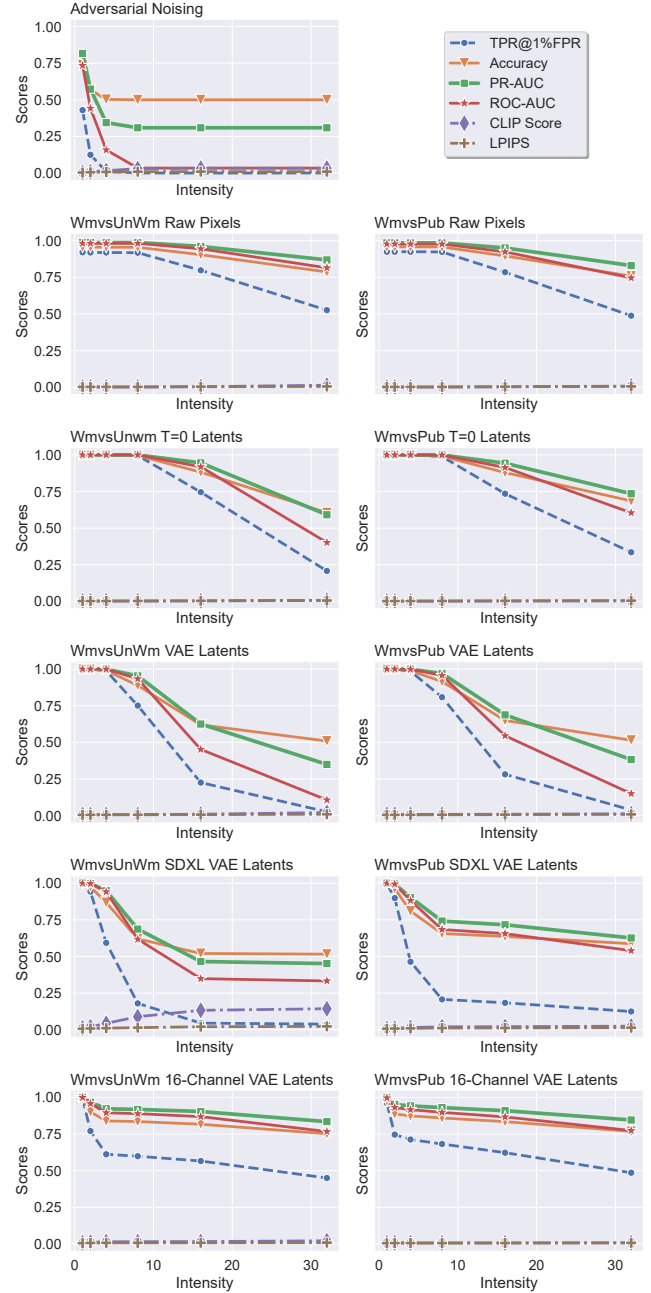 Adversarial Noising
1.00
0.75
0.50
0.25
0.00
Scores
Intensity
TPR@1%FPR
Accuracy
PR-AUC
ROC-AUC
CLIP Score
LPIPS
WmvsUnWm Raw Pixels
1.00
0.75
0.50
0.25
0.00
Scores
Intensity
WmvsPub Raw Pixels
Scores
Intensity
WmvsUnwm T=0 Latents
1.00
0.75
0.50
0.25
0.00
Scores
Intensity
WmvsPub T=0 Latents
Scores
Intensity
WmvsUnWm VAE Latents
1.00
0.75
0.50
0.25
0.00
Scores
Intensity
WmvsPub VAE Latents
Scores
Intensity
WmvsUnWm SDXL VAE Latents
1.00
0.75
0.50
0.25
0.00
Scores
Intensity
WmvsPub SDXL VAE Latents
Scores
Intensity
WmvsUnWm 16-Channel VAE Latents
1.00
0.75
0.50
0.25
0.00
Scores
0 10 20 30
Intensity
WmvsPub 16-Channel VAE Latents
Scores
0 10 20 30
Intensity